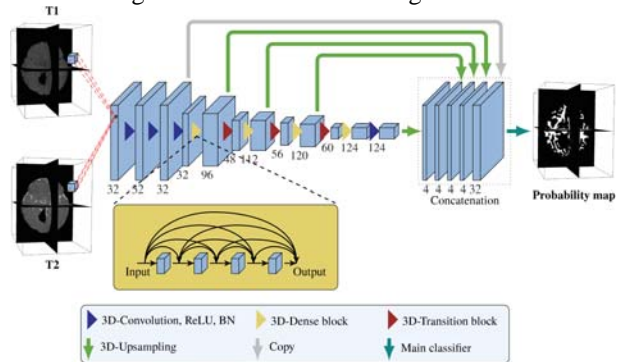 T1
T2
32 32 32 32 96 48 112 56 120 60 124 124
4 4 4 4 32
Concatenation
Probability map
Input
Output
3D-Convolution, ReLU, BN
3D-Dense block
3D-Transition block
3D-Upsampling
Copy
Main classifier